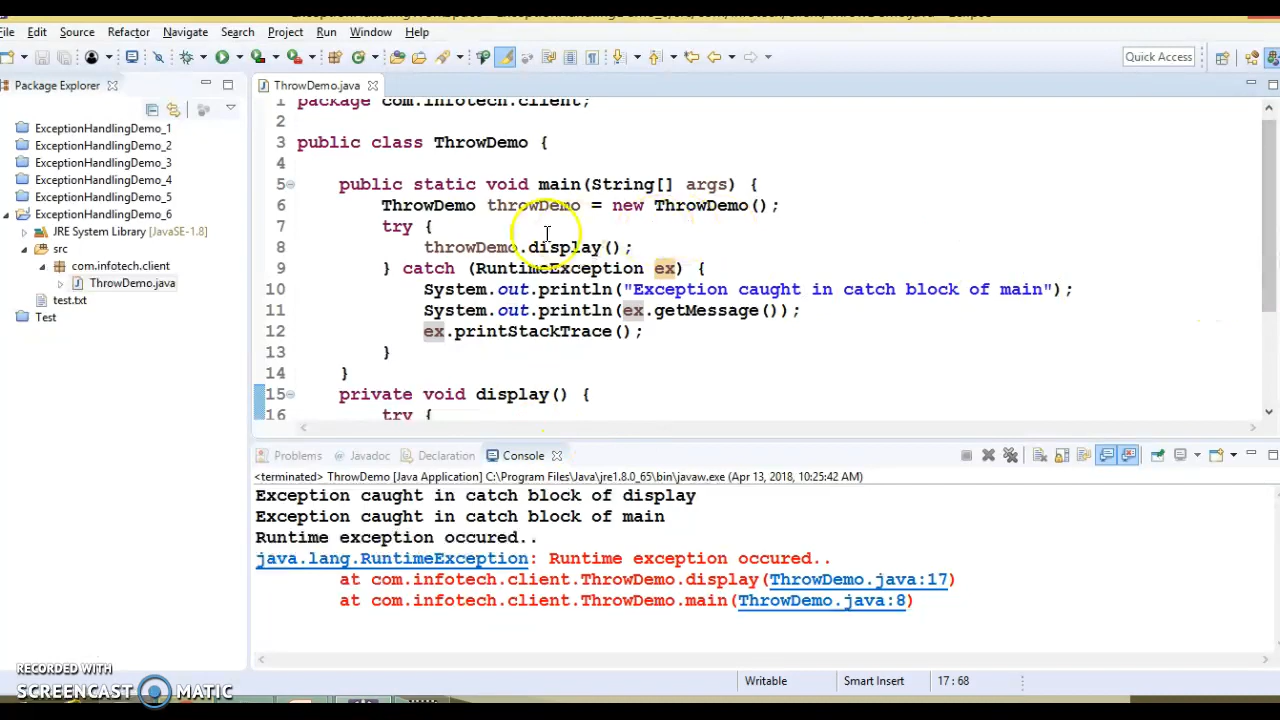 File Edit Source Refactor Navigate Search Project Run Window Help
Quick Access
Package Explorer
ThrowDemo.java
ExceptionHandlingDemo_1
ExceptionHandlingDemo_2
ExceptionHandlingDemo_3
ExceptionHandlingDemo_4
ExceptionHandlingDemo_5
ExceptionHandlingDemo_6
JRE System Library [JavaSE-1.8]
src
com.infotech.client
ThrowDemo.java
test.txt
Test
1 package com.infotech.client;
2
3 public class ThrowDemo {
4
5 public static void main(String[] args) {
6 ThrowDemo throwDemo = new ThrowDemo();
7 try {
8 throwDemo.display();
9 } catch (RuntimeException ex) {
10 System.out.println("Exception caught in catch block of main");
11 System.out.println(ex.getMessage());
12 ex.printStackTrace();
13 }
14 }
15 private void display() {
16 try {
Problems Javadoc Declaration Console
<terminated> ThrowDemo [Java Application] C:\Program Files\Java\jre1.8.0_65\bin\javaw.exe (Apr 13, 2018, 10:25:42 AM)
Exception caught in catch block of display
Exception caught in catch block of main
Runtime exception occured..
java.lang.RuntimeException: Runtime exception occured..
at com.infotech.client.ThrowDemo.display(ThrowDemo.java:17)
at com.infotech.client.ThrowDemo.main(ThrowDemo.java:8)
Writable Smart Insert 17 : 68
RECORDED WITH
SCREENCAST MATIC